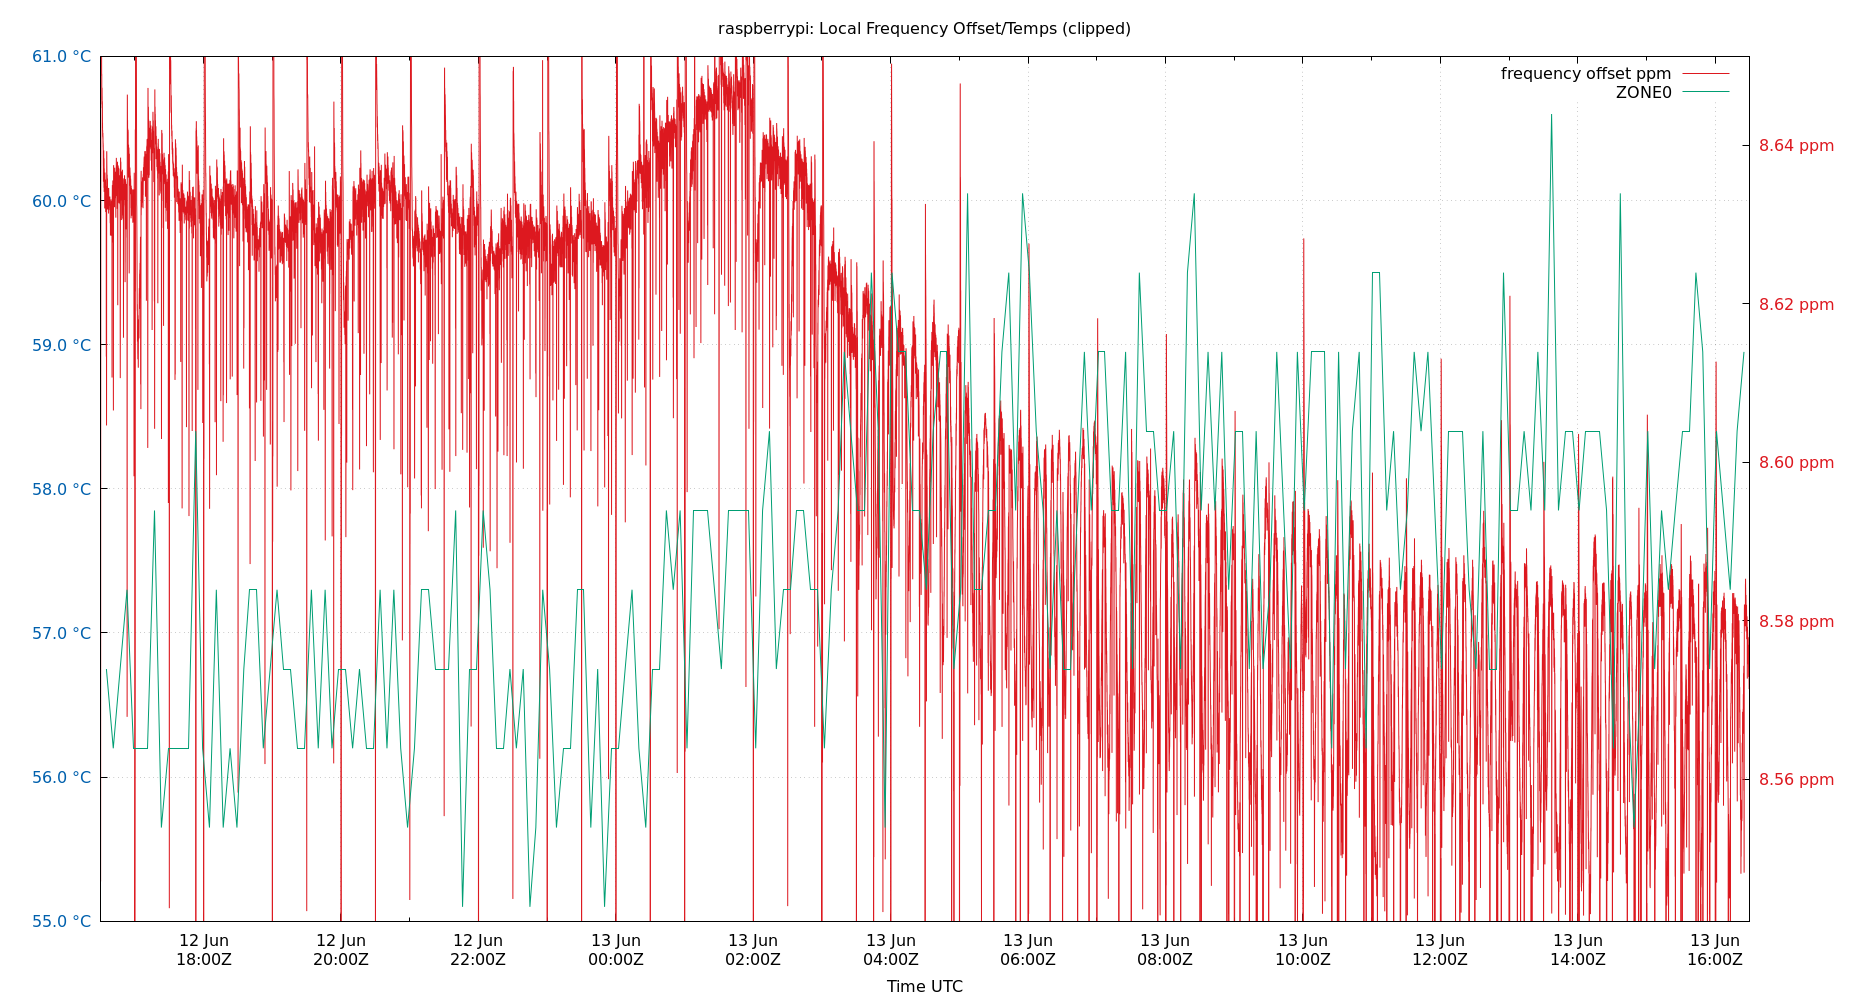 raspberrypi: Local Frequency Offset/Temps (clipped)
61.0 °C
60.0 °C
59.0 °C
58.0 °C
57.0 °C
56.0 °C
55.0 °C
frequency offset ppm
ZONE0
8.64 ppm
8.62 ppm
8.60 ppm
8.58 ppm
8.56 ppm
12 Jun
18:00Z
12 Jun
20:00Z
12 Jun
22:00Z
13 Jun
00:00Z
13 Jun
02:00Z
13 Jun
04:00Z
13 Jun
06:00Z
13 Jun
08:00Z
13 Jun
10:00Z
13 Jun
12:00Z
13 Jun
14:00Z
13 Jun
16:00Z
Time UTC